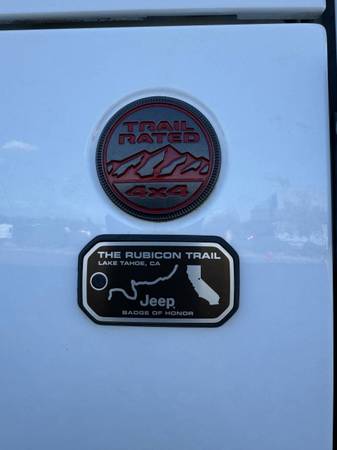 TRAIL
RATED
4x4
THE RUBICON TRAIL
LAKE TAHOE, CA
Jeep
BADGE OF HONOR